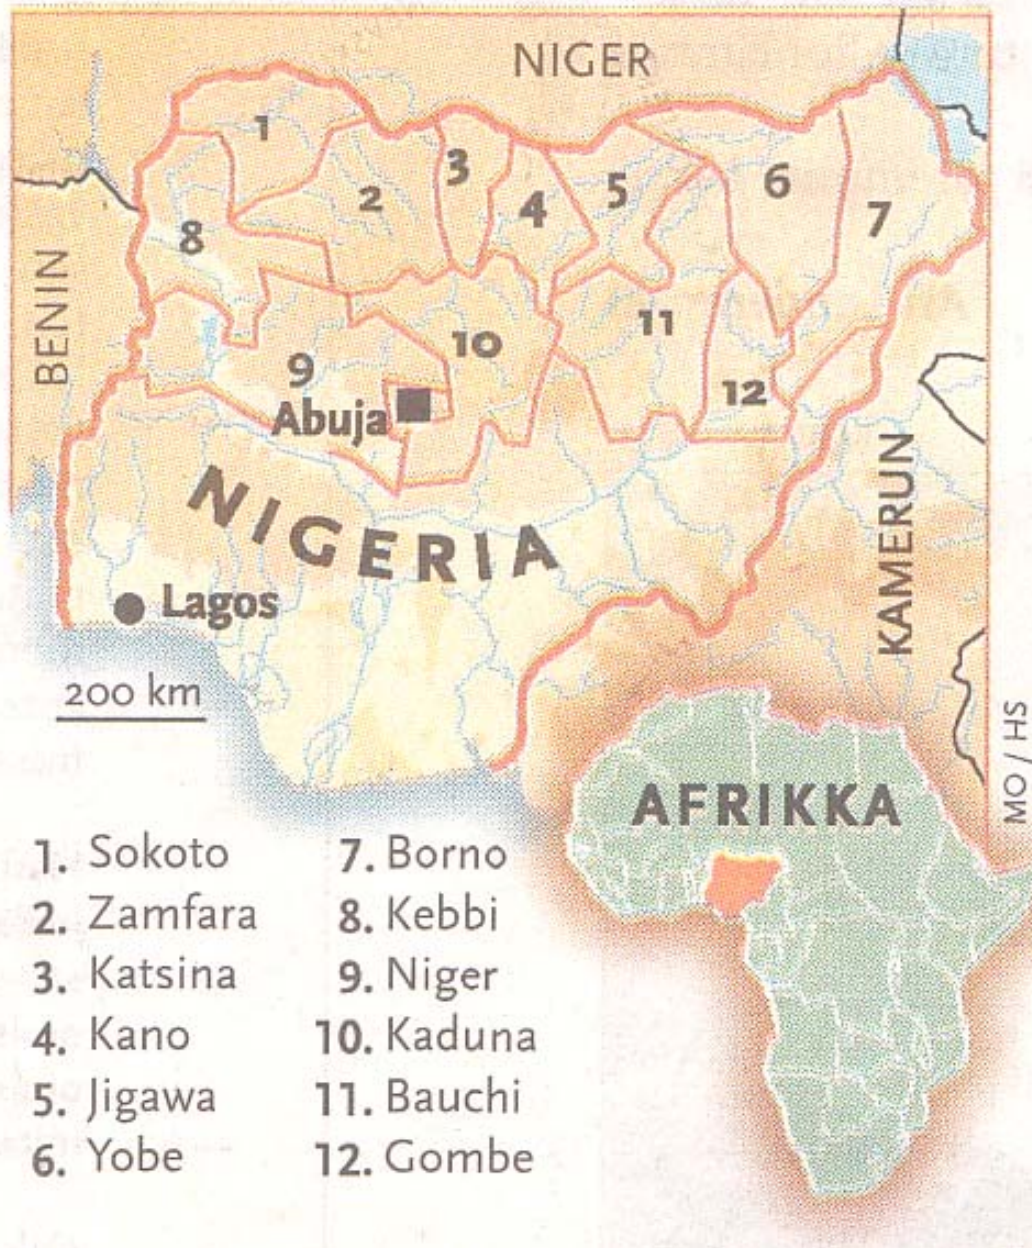 NIGER
1
2
3
4
5
6
7
8
BENIN
9
10
11
12
Abuja
NIGERIA
KAMERUN
Lagos
200 km
MO / HS
AFRIKKA
1. Sokoto
2. Zamfara
3. Katsina
4. Kano
5. Jigawa
6. Yobe
7. Borno
8. Kebbi
9. Niger
10. Kaduna
11. Bauchi
12. Gombe